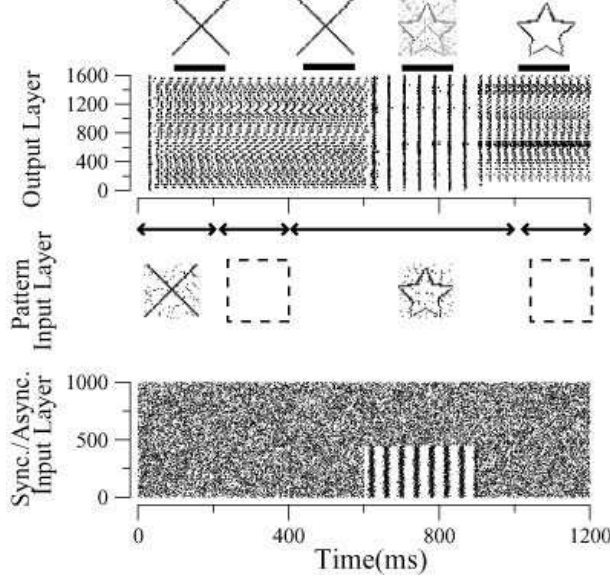 Output Layer
1600
1200
800
400
0
Pattern
Input Layer
Sync./Async.
Input Layer
1000
500
0
0
400
800
1200
Time(ms)